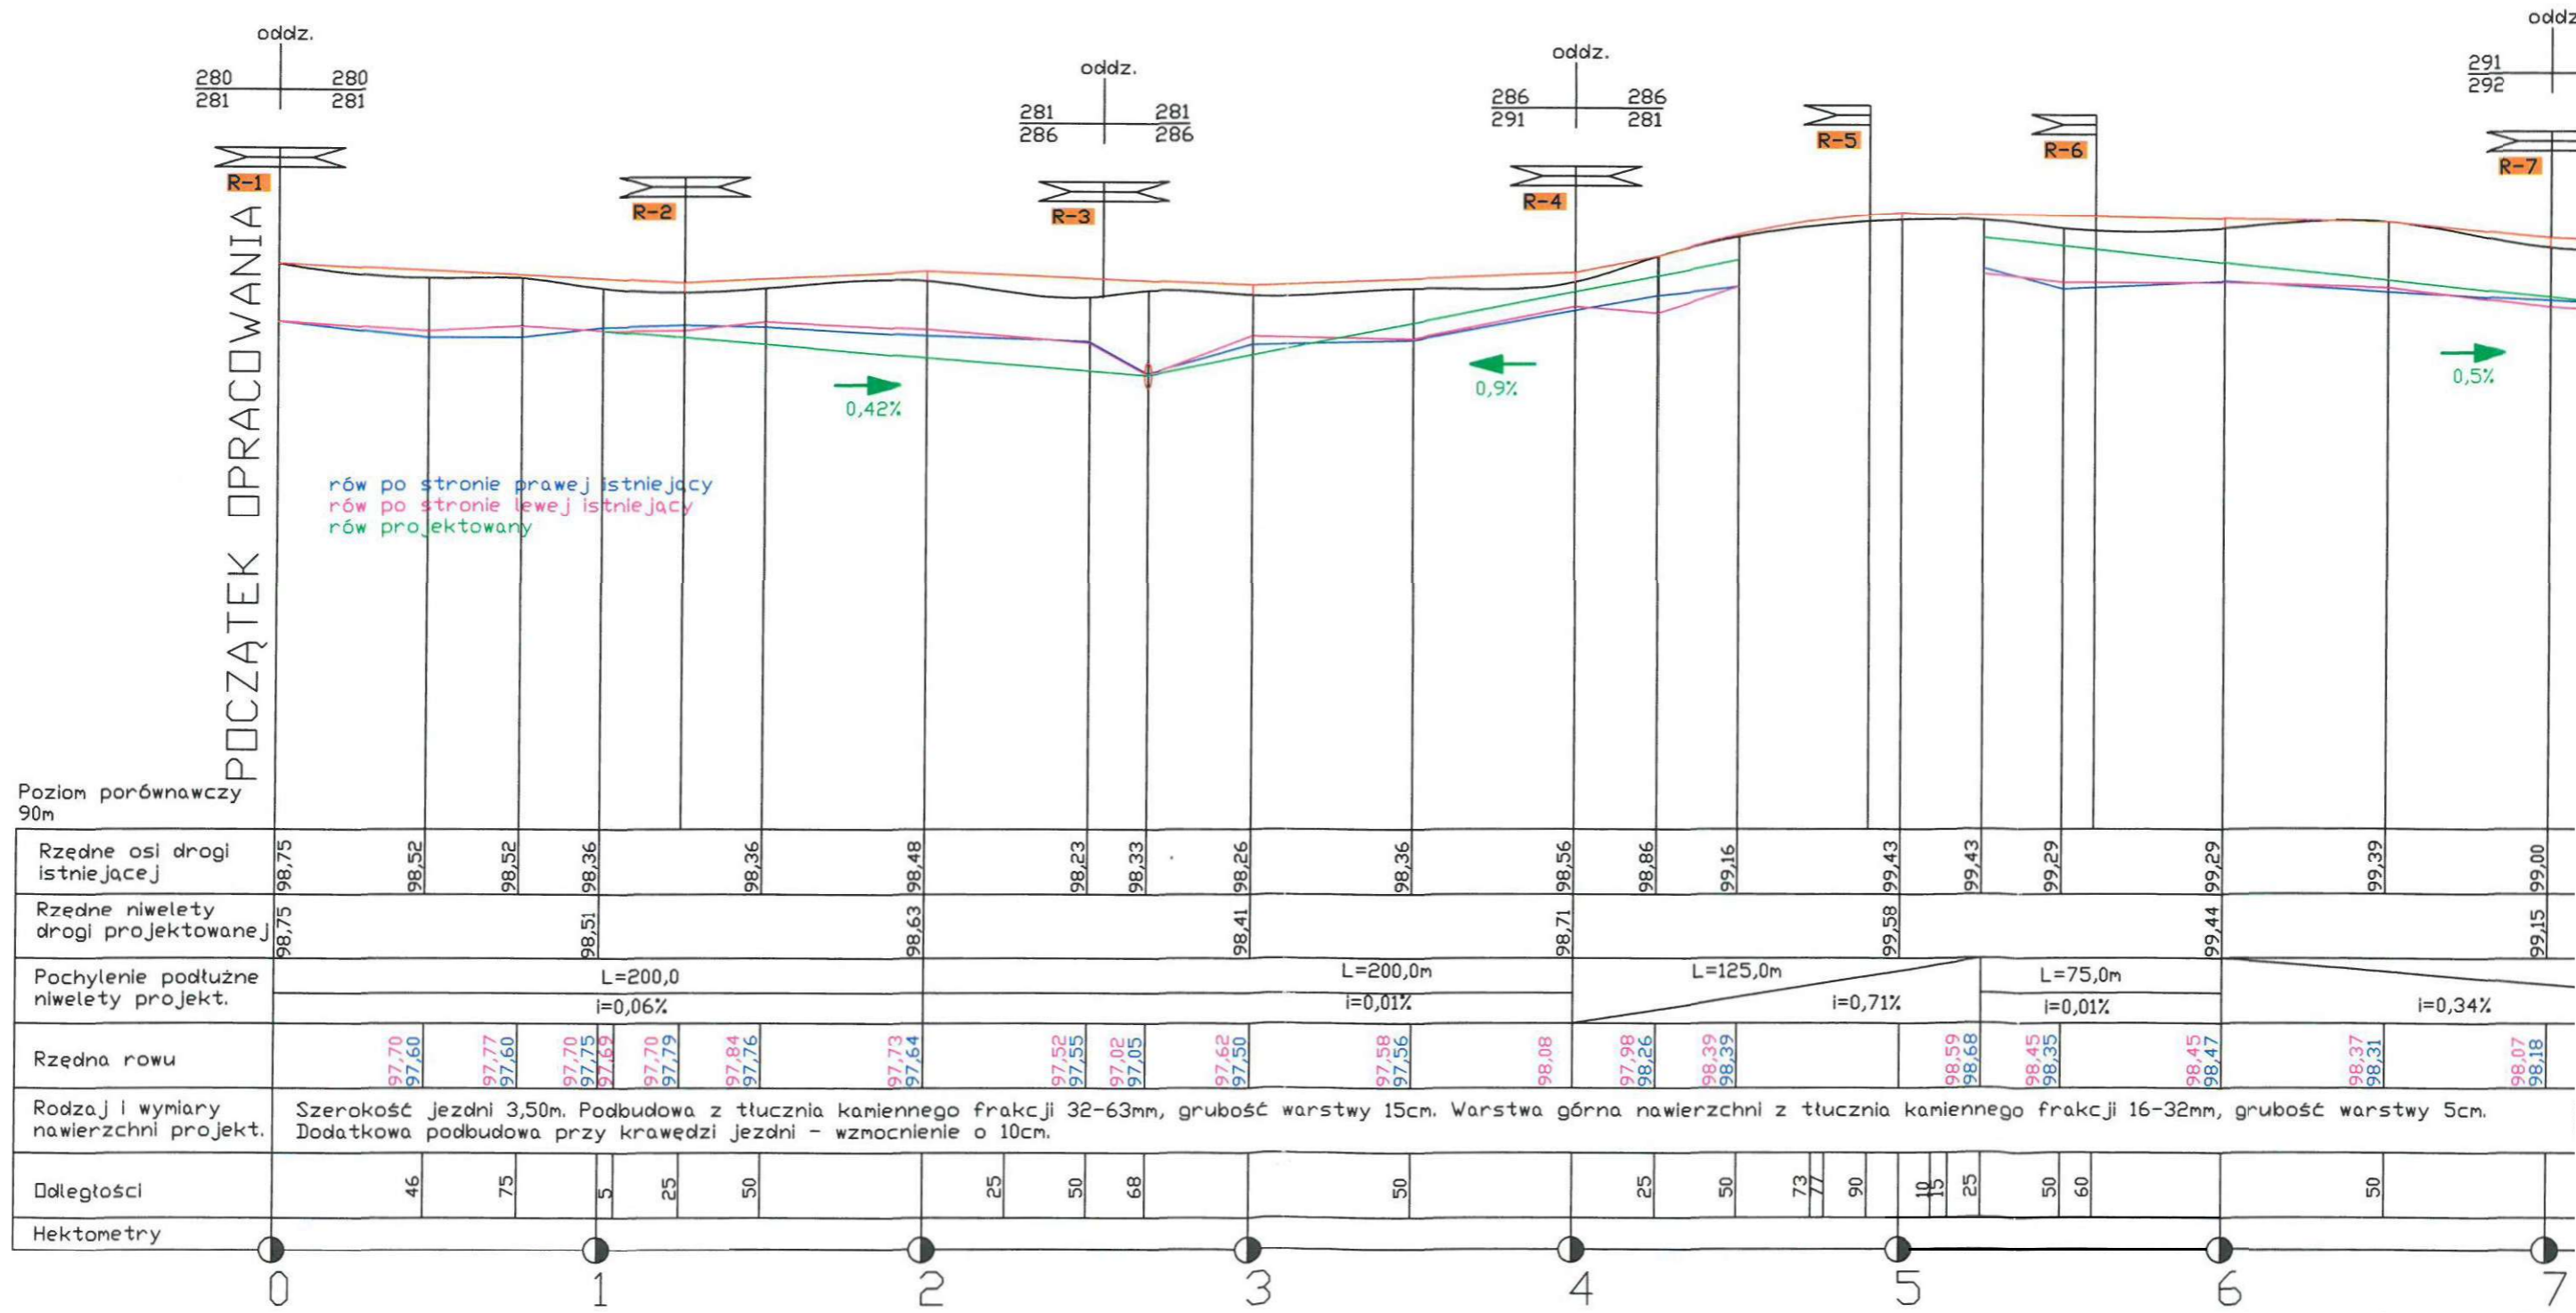 oddz.
280 280
281 281
R-1
R-2
oddz.
281 281
286 286
R-3
oddz.
286 286
291 281
R-4
R-5
R-6
oddz
291
292
R-7
POCZĄTEK OPRACOWANIA
0,42%
0,9%
0,5%
rów po stronie prawej istniejący
rów po stronie lewej istniejący
rów projektowany
Poziom porównawczy
90m
Rzędne osi drogi
istniejącej
98,75 98,52 98,52 98,36 98,36 98,48 98,23 98,33 98,26 98,36 98,56 98,86 99,16 99,43 99,43 99,29 99,29 99,39 99,00
Rzędne niwelety
drogi projektowanej
98,75 98,51 98,63 98,41 98,71 99,58 99,44 99,15
Pochylenie podłużne
niwelety projekt.
L=200,0 L=200,0m L=125,0m L=75,0m
i=0,06% i=0,01% i=0,71% i=0,01% i=0,34%
Rzędna rowu
97,70 97,60 97,77 97,60 97,70 97,75 97,69 97,70 97,79 97,84 97,76 97,73 97,64 97,52 97,55 97,02 97,05 97,62 97,50 97,58 97,56 98,08 97,98 98,26 98,39 98,39 98,59 98,68 98,45 98,35 98,45 98,47 98,37 98,31 98,07 98,18
Rodzaj i wymiary
nawierzchni projekt.
Szerokość jezdni 3,50m. Podbudowa z tłucznia kamiennego frakcji 32-63mm, grubość warstwy 15cm. Warstwa górna nawierzchni z tłucznia kamiennego frakcji 16-32mm, grubość warstwy 5cm.
Dodatkowa podbudowa przy krawędzi jezdni - wzmocnienie o 10cm.
Odległości
46 75 5 25 50 25 50 68 50 25 50 73 77 90 10 15 25 50 60 50
Hektometry
0 1 2 3 4 5 6 7